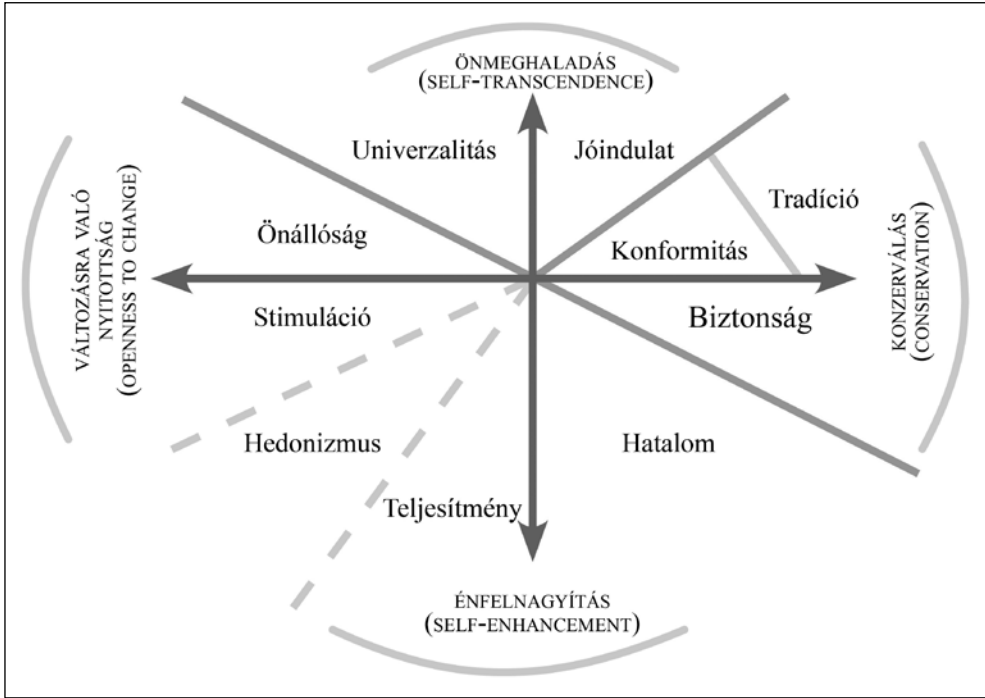 ÖNMEGHALADÁS
(SELF-TRANSCENDENCE)
Univerzalitás
Jóindulat
Tradíció
Önállóság
Konformitás
VÁLTOZÁSRA VALÓ
NYITOTTSÁG
(OPENNESS TO CHANGE)
KONZERVÁLÁS
(CONSERVATION)
Stimuláció
Biztonság
Hedonizmus
Hatalom
Teljesítmény
ÉNFELNAGYÍTÁS
(SELF-ENHANCEMENT)